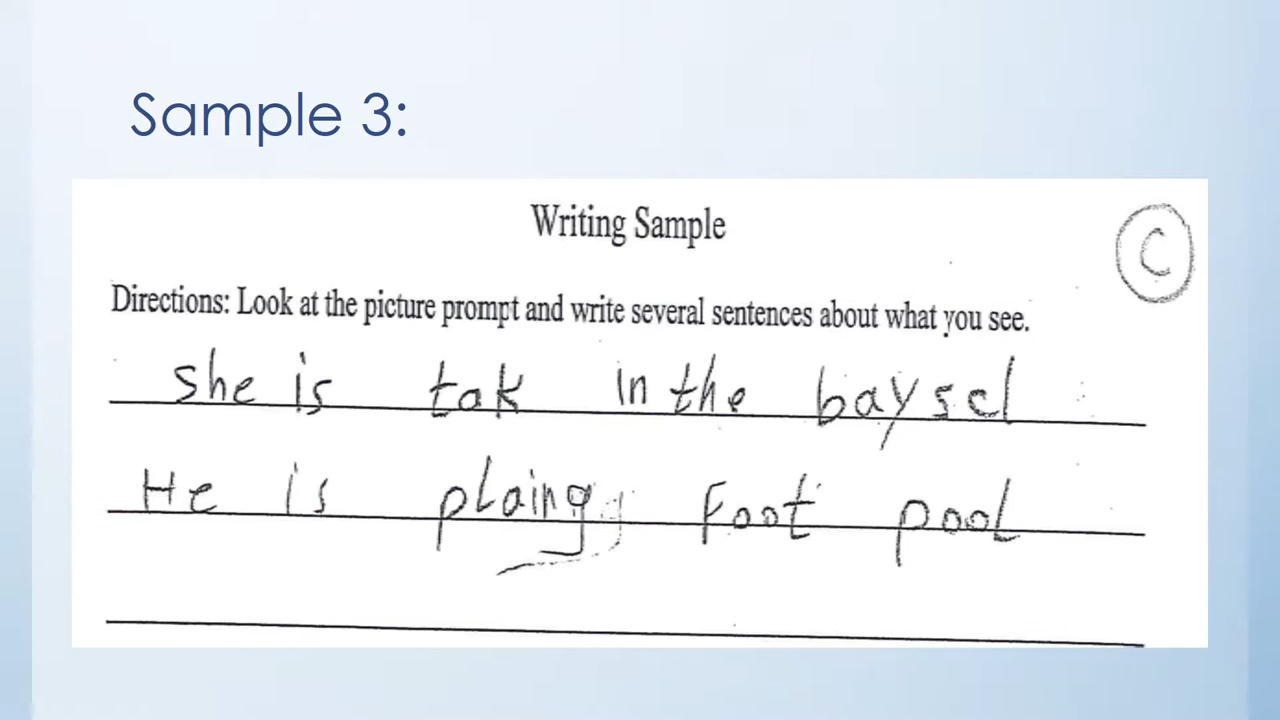 Sample 3:
Writing Sample
C
Directions: Look at the picture prompt and write several sentences about what you see.
She is tak in the bayscl
He is plaing foot pool